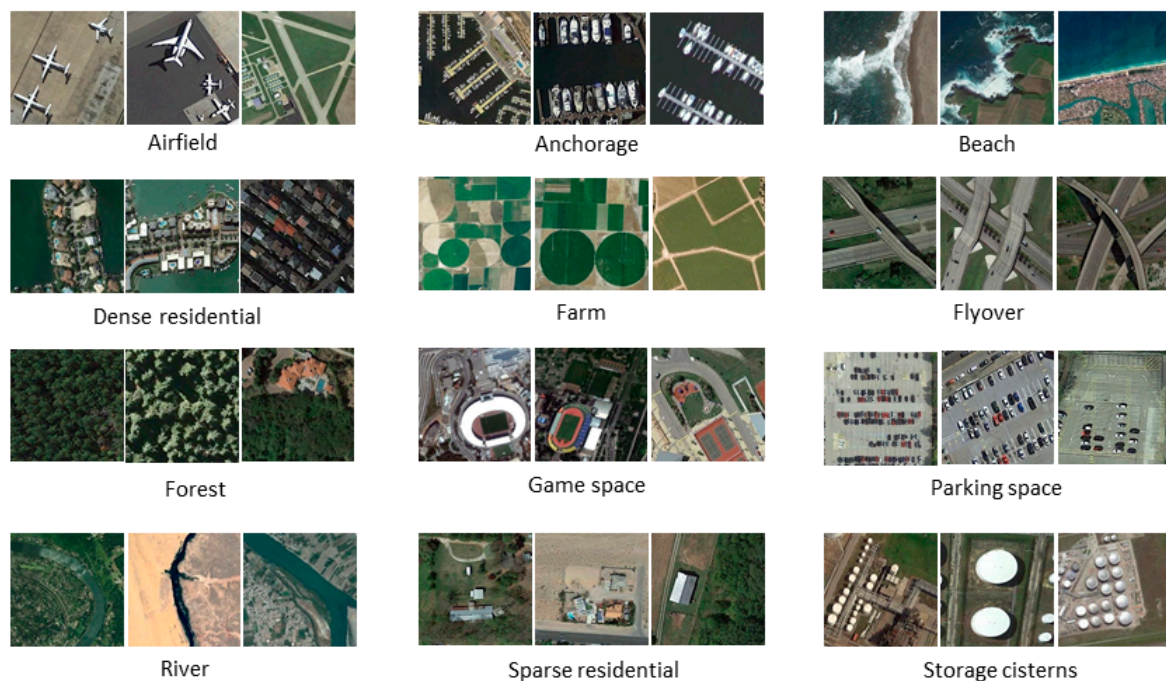 Airfield
Anchorage
Beach
Dense residential
Farm
Flyover
Forest
Game space
Parking space
River
Sparse residential
Storage cisterns